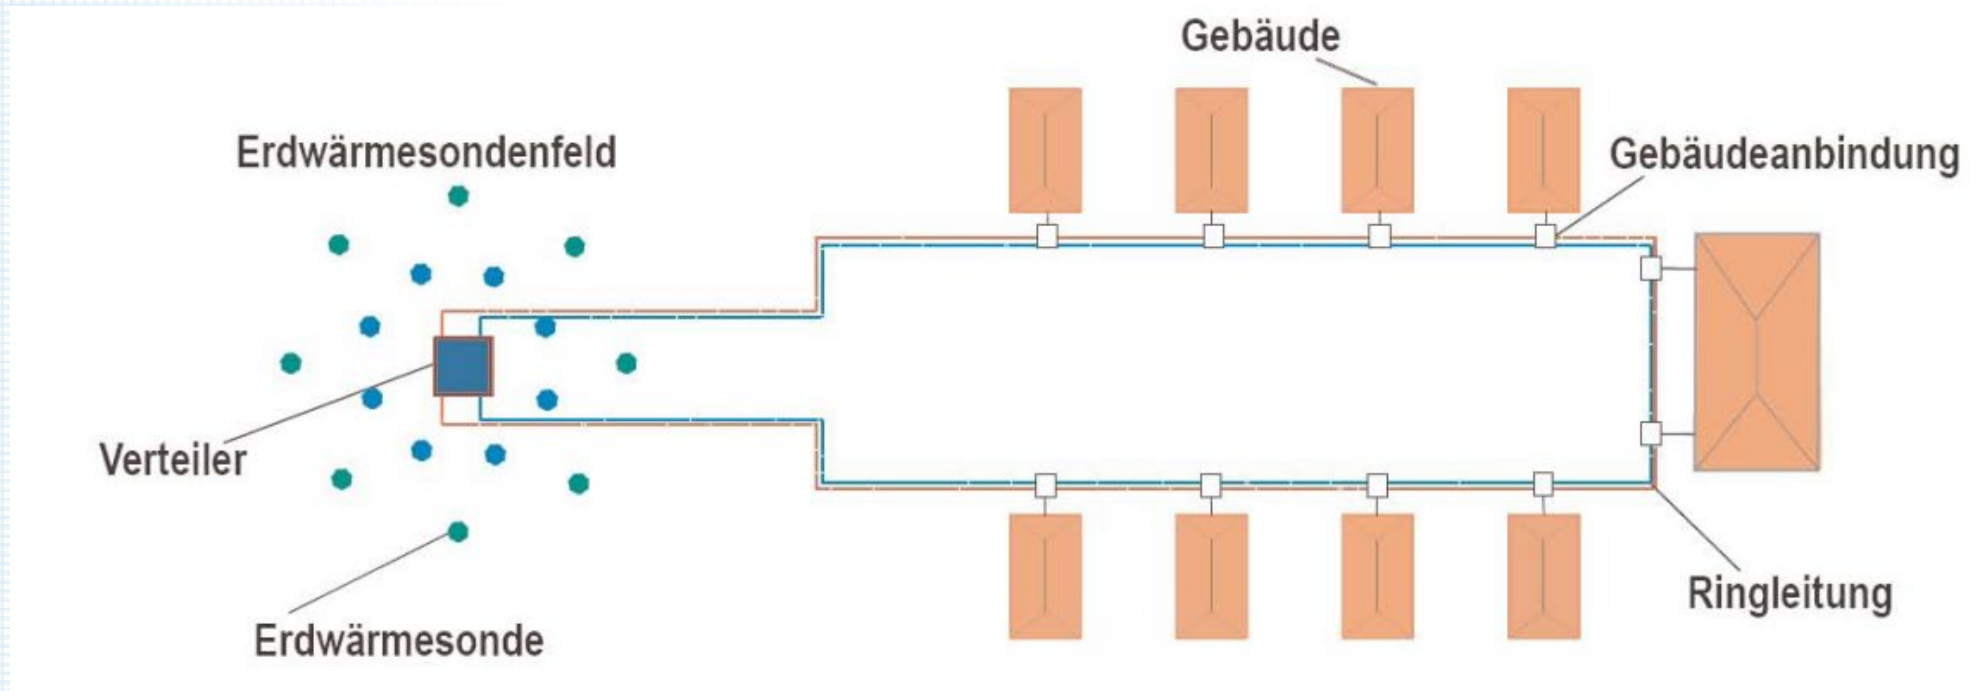 Gebäude
Erdwärmesondenfeld
Gebäudeanbindung
Verteiler
Ringleitung
Erdwärmesonde